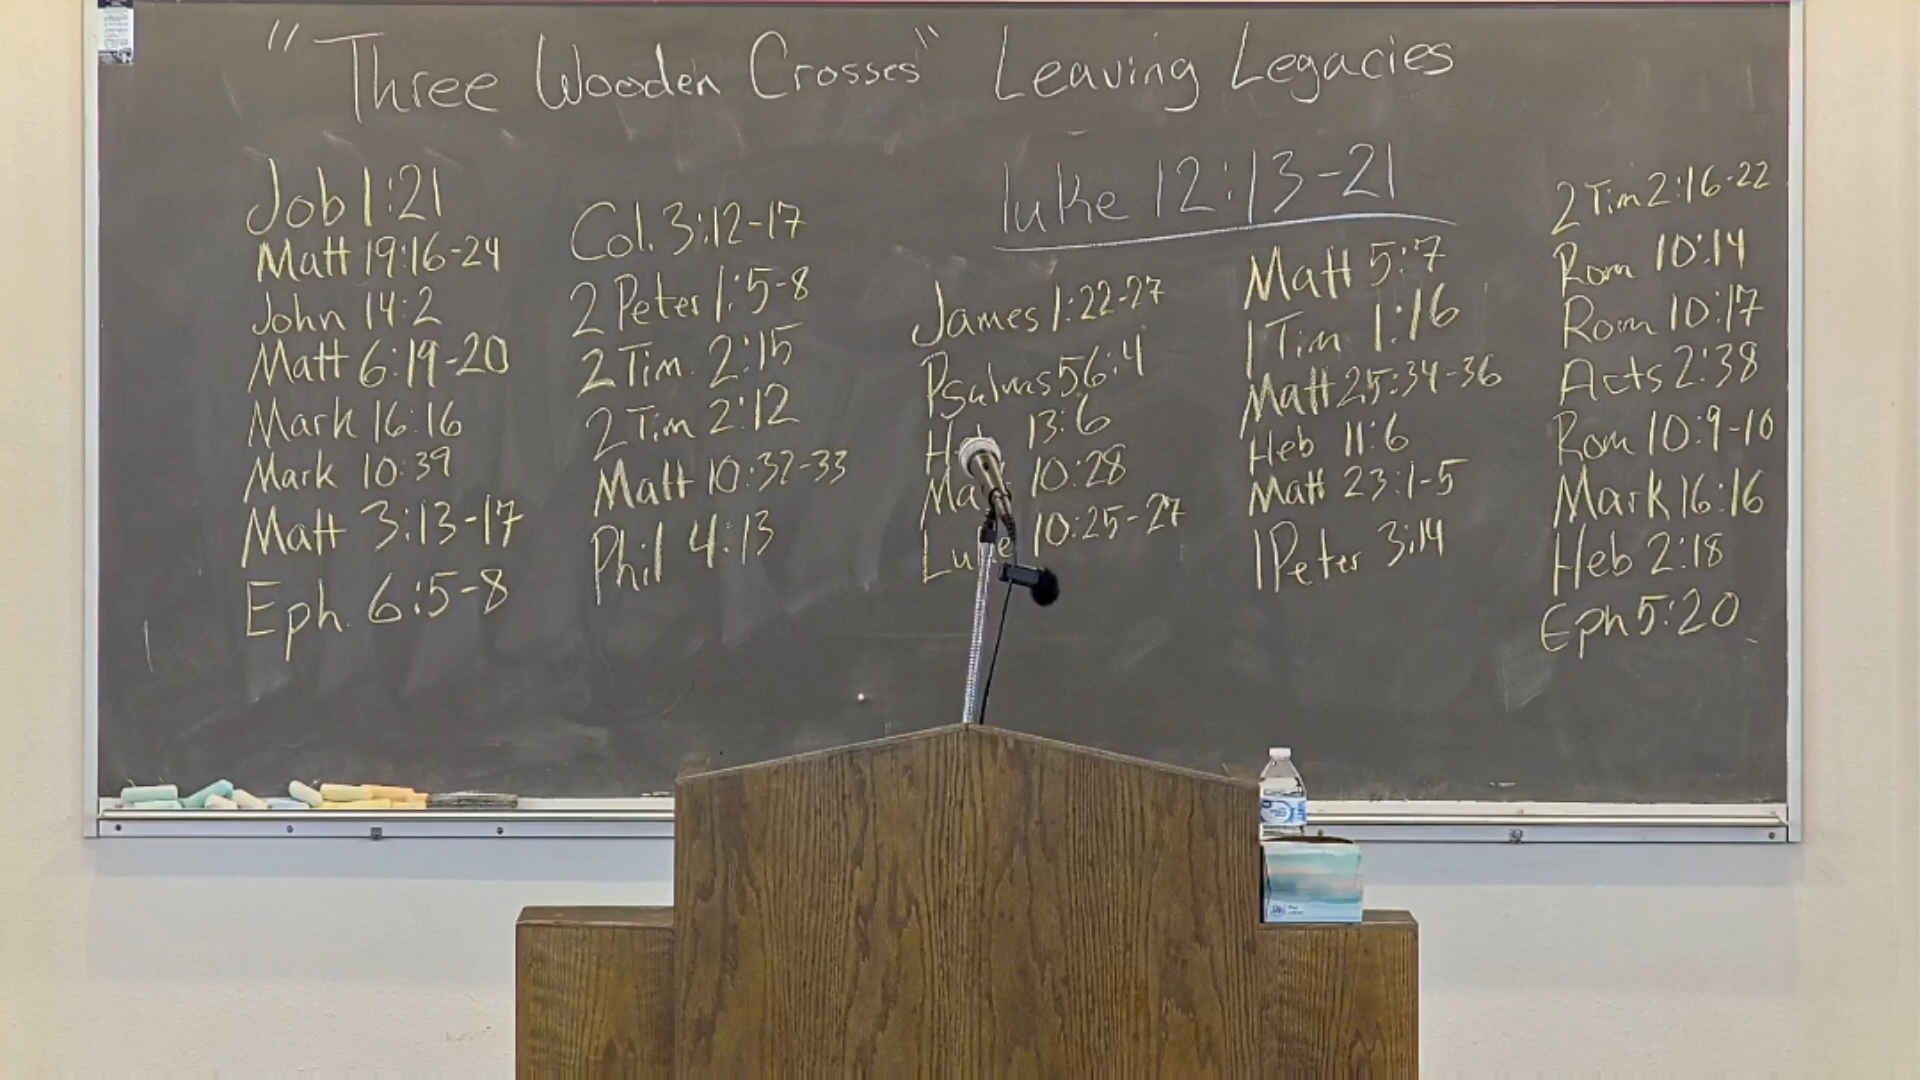 "Three Wooden Crosses" Leaving Legacies
luke 12:13-21
Job 1:21
Matt 19:16-24
John 14:2
Matt 6:19-20
Mark 16:16
Mark 10:39
Matt 3:13-17
Eph. 6:5-8
Col. 3:12-17
2 Peter 1:5-8
2 Tim. 2:15
2 Tim 2:12
Matt 10:32-33
Phil 4:13
James 1:22-27
Psalms 56:4
13:6
10:28
Luke 10:25-27
Matt 5:7
1 Tim 1:16
Matt 25:34-36
Heb 11:6
Matt 23:1-5
1 Peter 3:14
2 Tim 2:16-22
Rom 10:14
Rom 10:17
Acts 2:38
Rom 10:9-10
Mark 16:16
Heb 2:18
Eph 5:20